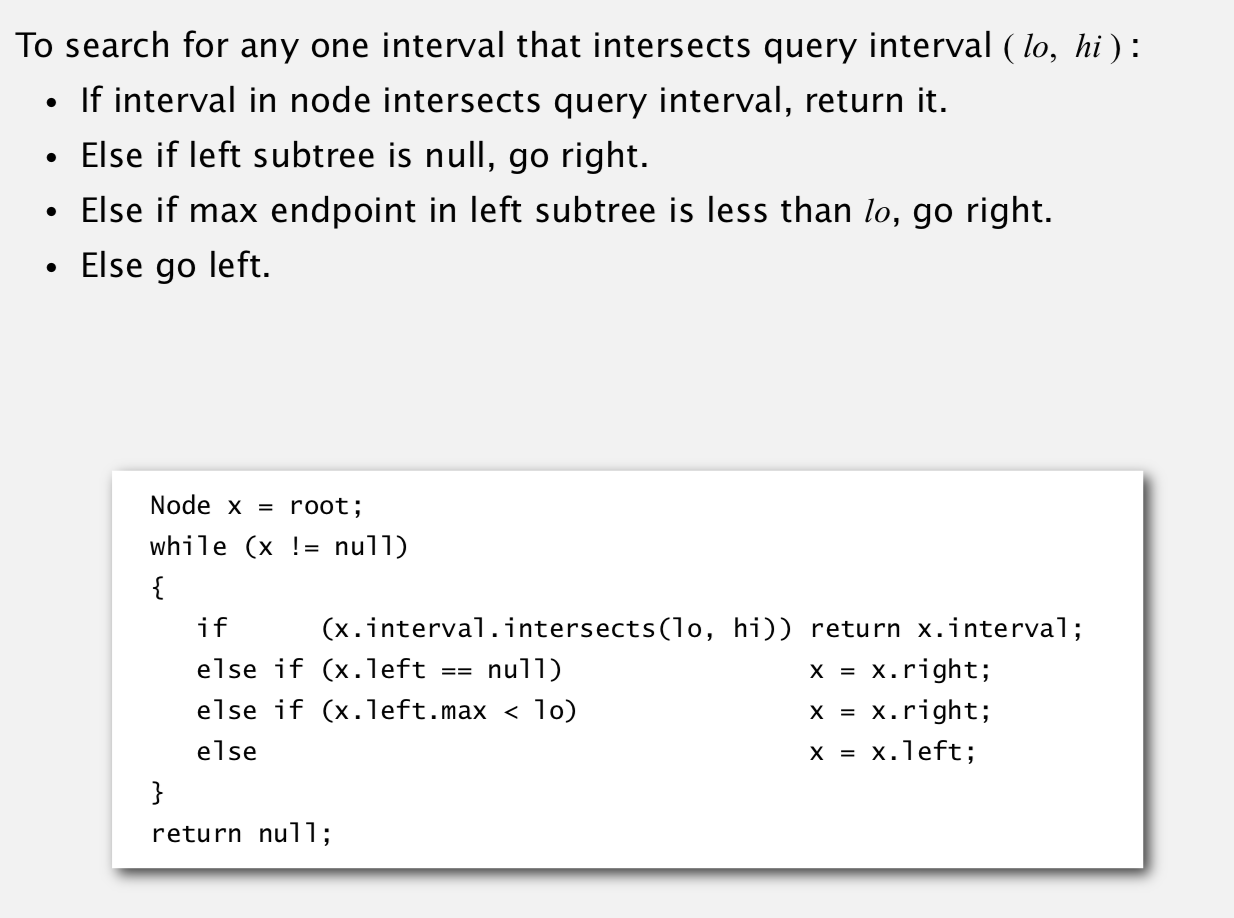 To search for any one interval that intersects query interval ( lo, hi ) :
• If interval in node intersects query interval, return it.
• Else if left subtree is null, go right.
• Else if max endpoint in left subtree is less than lo, go right.
• Else go left.
Node x = root;
while (x != null)
{
   if      (x.interval.intersects(lo, hi)) return x.interval;
   else if (x.left == null)                x = x.right;
   else if (x.left.max < lo)               x = x.right;
   else                                    x = x.left;
}
return null;